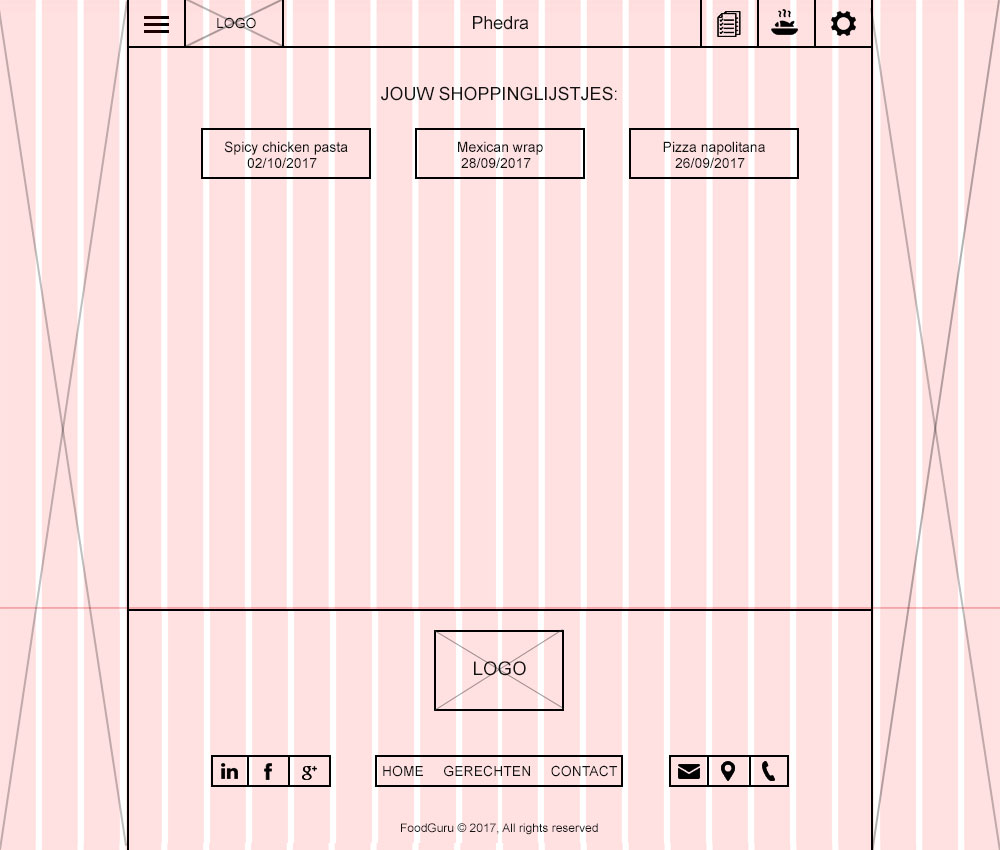 LOGO
Phedra
JOUW SHOPPINGLIJSTJES:
Spicy chicken pasta
02/10/2017
Mexican wrap
28/09/2017
Pizza napolitana
26/09/2017
LOGO
in f g+
HOME GERECHTEN CONTACT
FoodGuru © 2017, All rights reserved